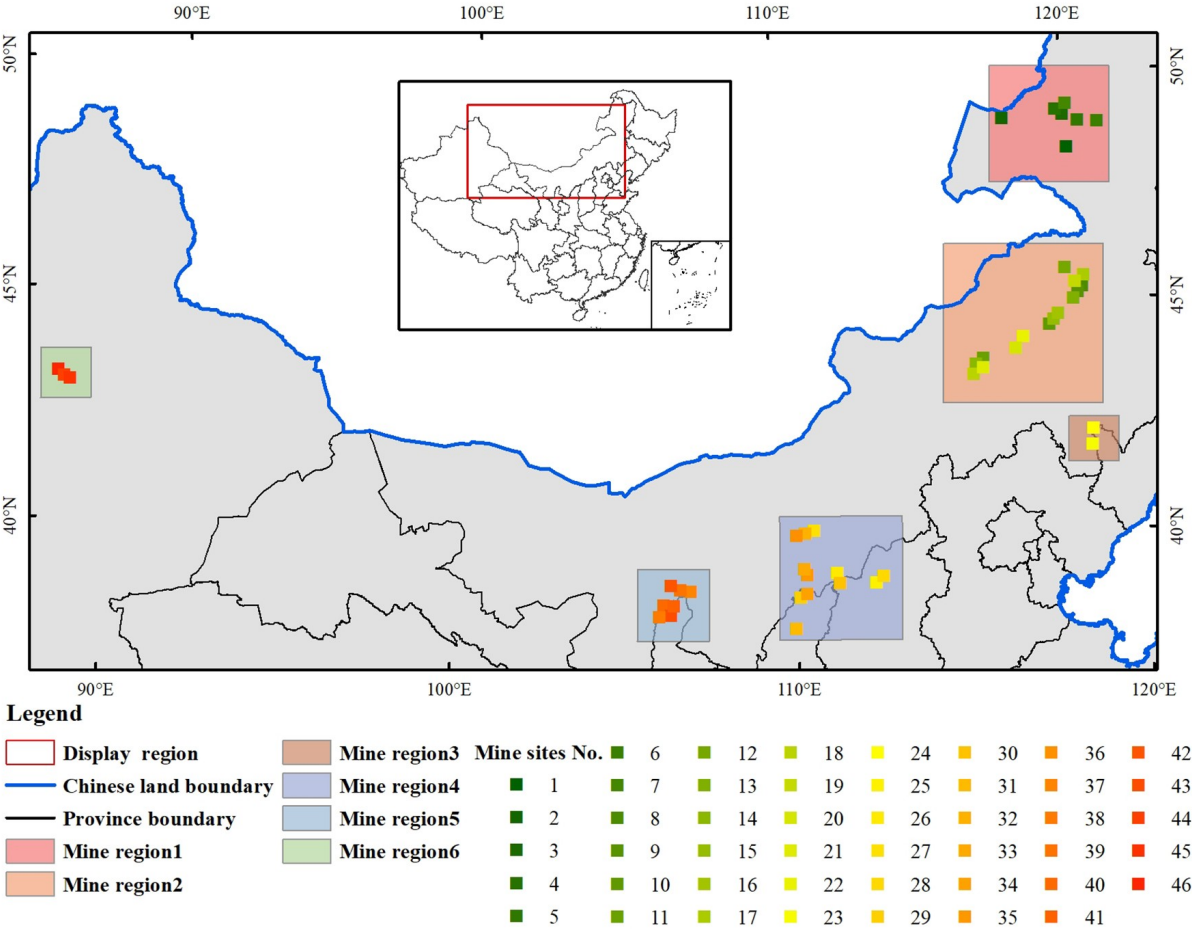 90°E 100°E 110°E 120°E
50°N 50°N
45°N 45°N
40°N 40°N
90°E 100°E 110°E 120°E
Legend
Display region Mine region3 Mine sites No. 6 12 18 24 30 36 42
Chinese land boundary Mine region4 1 7 13 19 25 31 37 43
Province boundary Mine region5 2 8 14 20 26 32 38 44
Mine region1 Mine region6 3 9 15 21 27 33 39 45
Mine region2 4 10 16 22 28 34 40 46
5 11 17 23 29 35 41